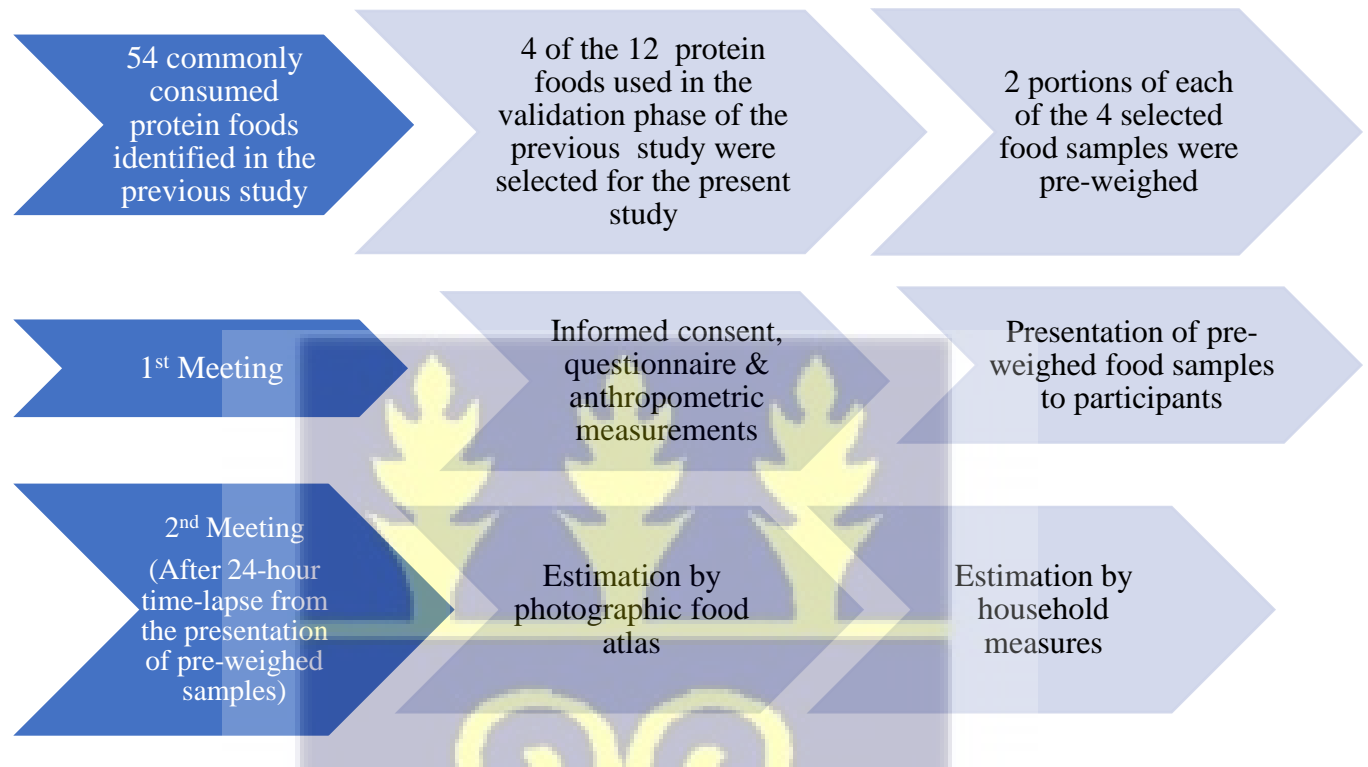 54 commonly
consumed
protein foods
identified in the
previous study
4 of the 12 protein
foods used in the
validation phase of the
previous study were
selected for the present
study
2 portions of each
of the 4 selected
food samples were
pre-weighed
1st Meeting
Informed consent,
questionnaire &
anthropometric
measurements
Presentation of pre-
weighed food samples
to participants
2nd Meeting
(After 24-hour
time-lapse from
the presentation
of pre-weighed
samples)
Estimation by
photographic food
atlas
Estimation by
household
measures